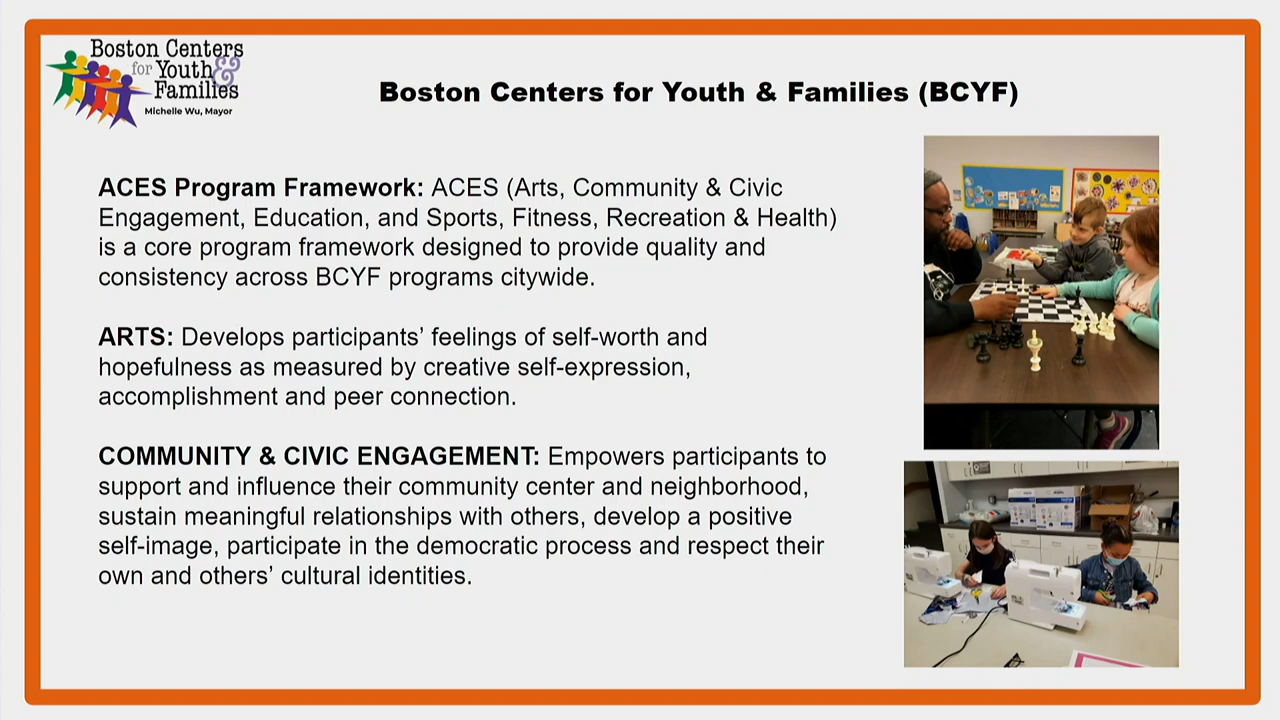 Boston Centers
for Youth &
Families
Michelle Wu, Mayor
Boston Centers for Youth & Families (BCYF)
ACES Program Framework: ACES (Arts, Community & Civic
Engagement, Education, and Sports, Fitness, Recreation & Health)
is a core program framework designed to provide quality and
consistency across BCYF programs citywide.
ARTS: Develops participants’ feelings of self-worth and
hopefulness as measured by creative self-expression,
accomplishment and peer connection.
COMMUNITY & CIVIC ENGAGEMENT: Empowers participants to
support and influence their community center and neighborhood,
sustain meaningful relationships with others, develop a positive
self-image, participate in the democratic process and respect their
own and others’ cultural identities.